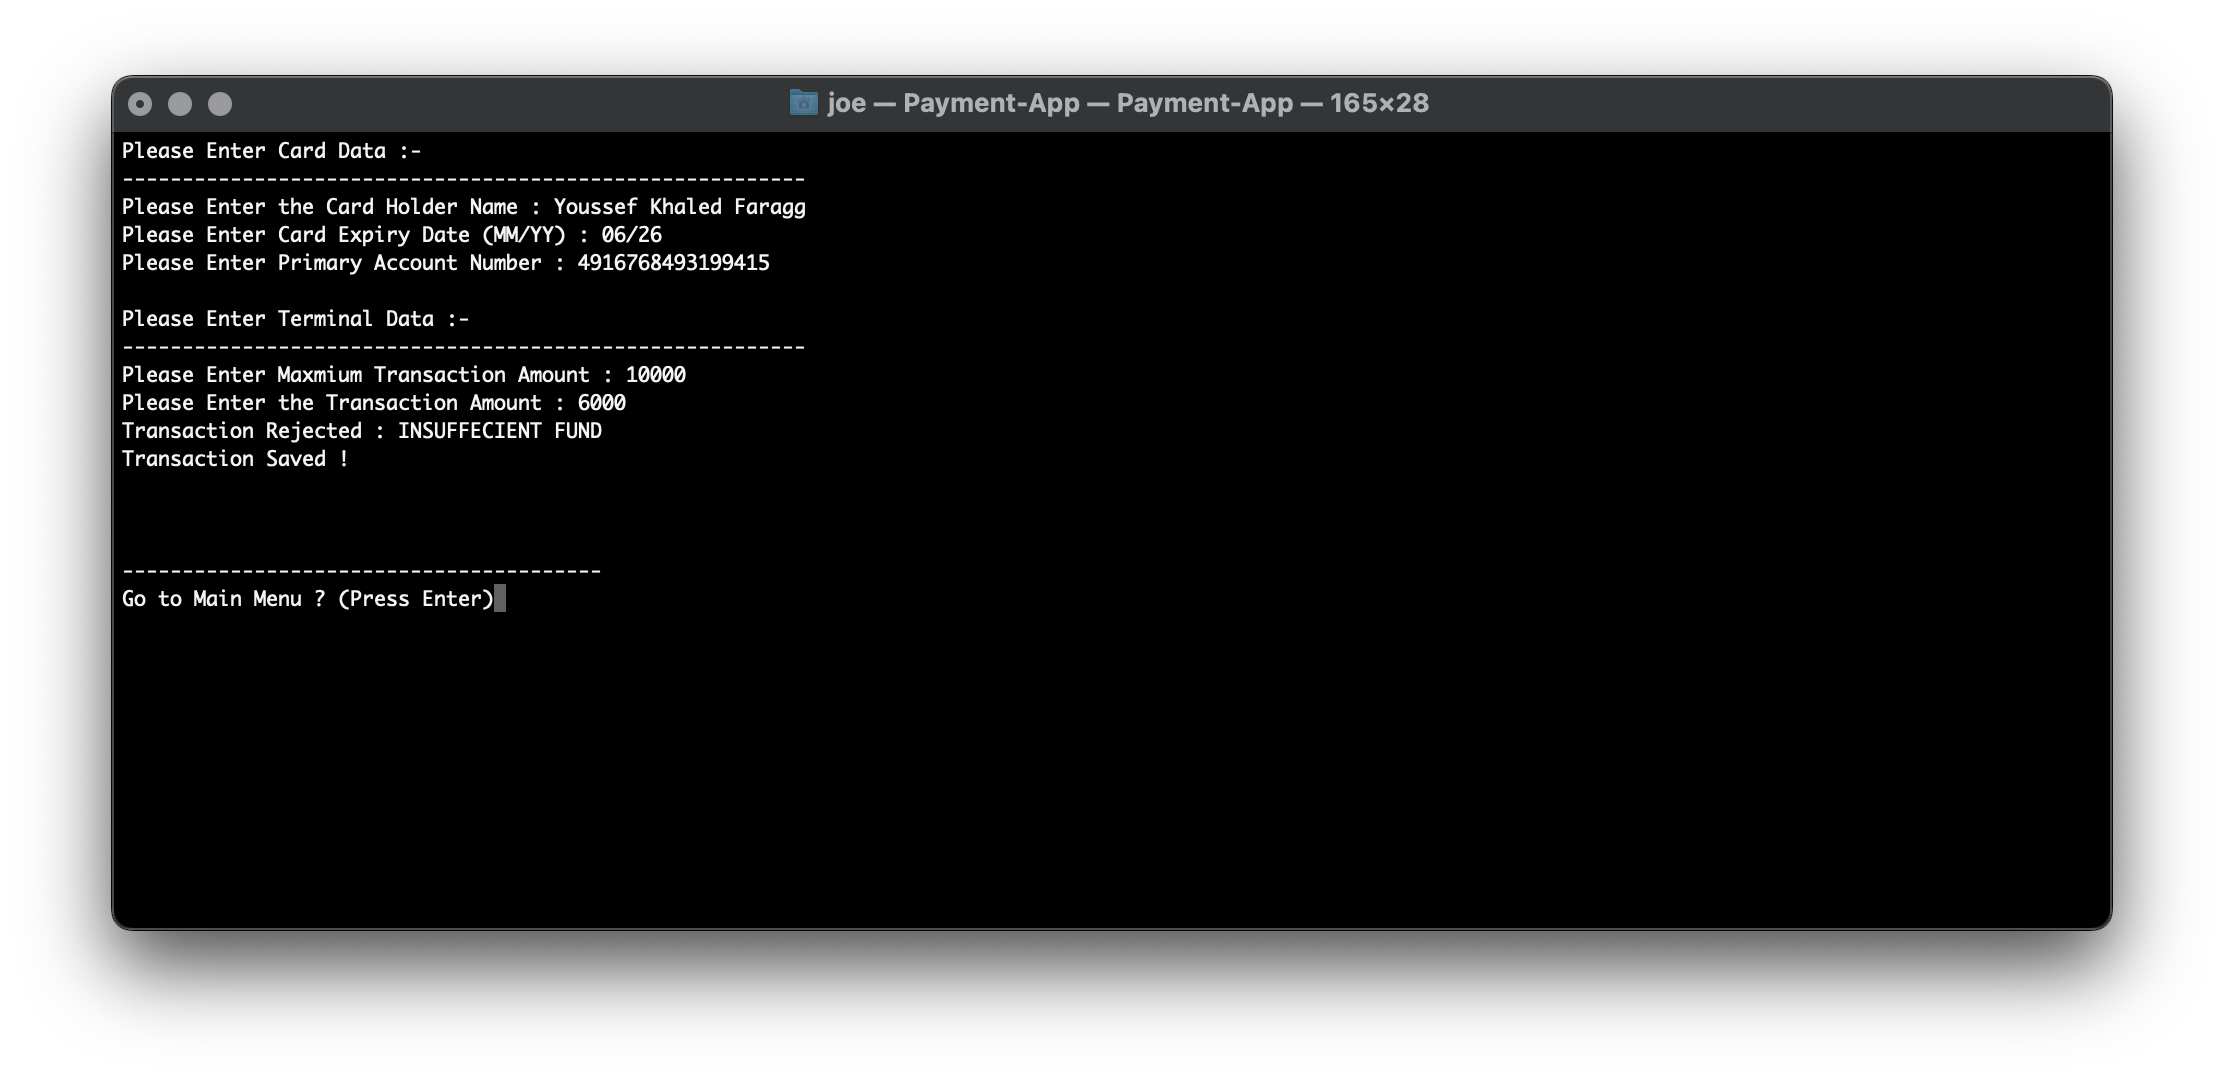 joe — Payment-App — Payment-App — 165×28
Please Enter Card Data :-
---------------------------------------------------------
Please Enter the Card Holder Name : Youssef Khaled Faragg
Please Enter Card Expiry Date (MM/YY) : 06/26
Please Enter Primary Account Number : 4916768493199415
Please Enter Terminal Data :-
---------------------------------------------------------
Please Enter Maxmium Transaction Amount : 10000
Please Enter the Transaction Amount : 6000
Transaction Rejected : INSUFFECIENT FUND
Transaction Saved !
----------------------------------------
Go to Main Menu ? (Press Enter)